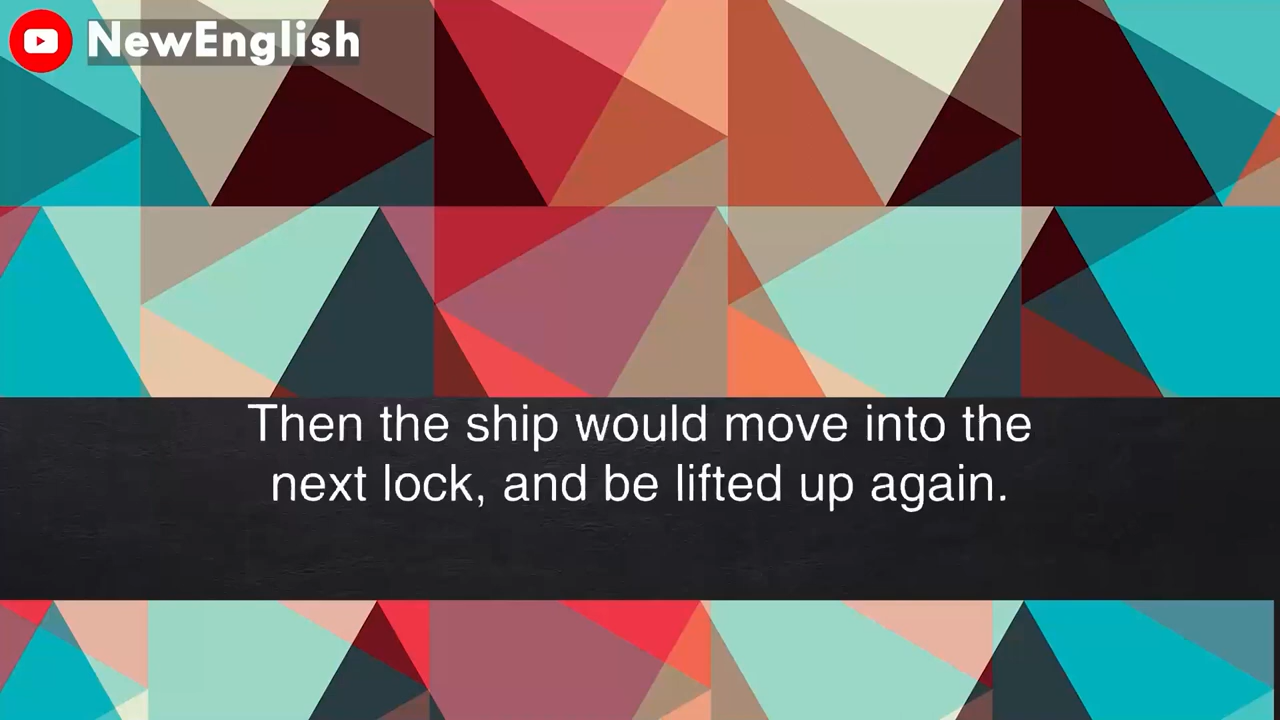 NewEnglish
Then the ship would move into the
next lock, and be lifted up again.